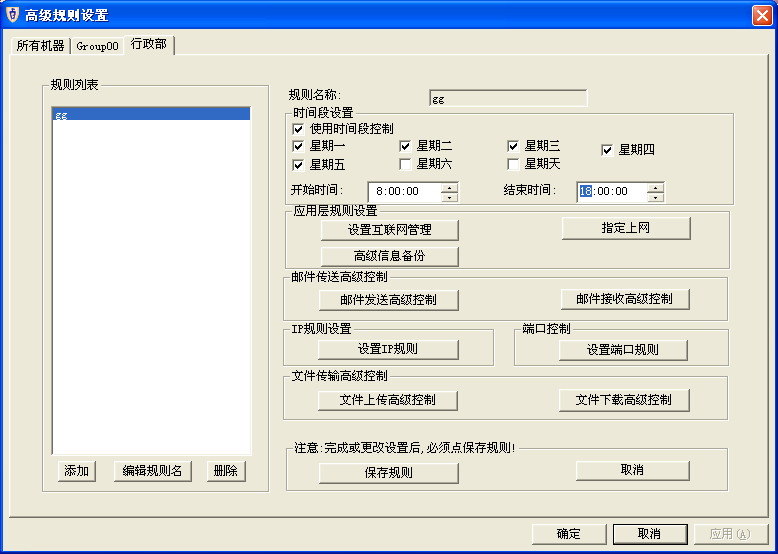 高级规则设置
所有机器 Group00 行政部
规则列表
gg
添加 编辑规则名 删除
规则名称: gg
时间段设置
使用时间段控制
星期一 星期二 星期三 星期四
星期五 星期六 星期天
开始时间: 8:00:00 结束时间: 18:00:00
应用层规则设置
设置互联网管理 指定上网
高级信息备份
邮件传送高级控制
邮件发送高级控制 邮件接收高级控制
IP规则设置 端口控制
设置IP规则 设置端口规则
文件传输高级控制
文件上传高级控制 文件下载高级控制
注意:完成或更改设置后,必须点保存规则!
保存规则 取消
确定 取消 应用(A)